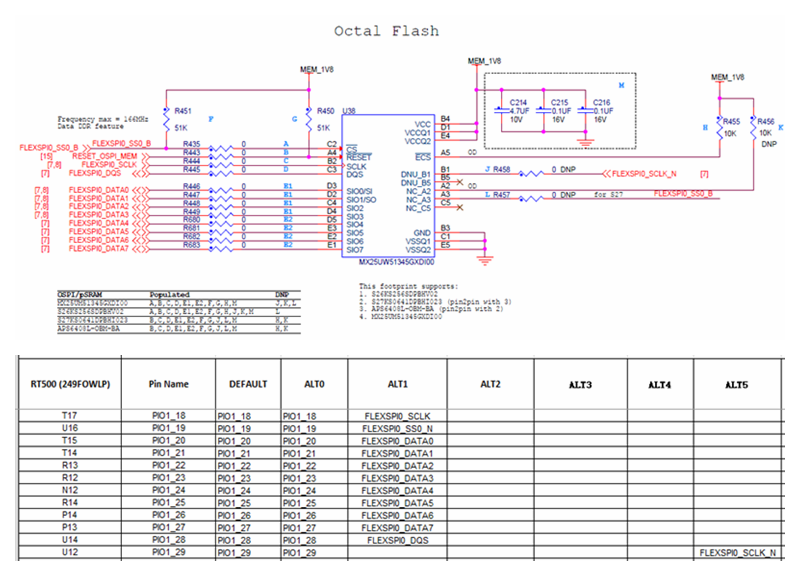 Octal Flash
MEM_1V8
MEM_1V8
MEM_1V8
M
R451
51K
F
G
R450
51K
U38
C214
4.7UF
10V
C215
0.1UF
16V
C216
0.1UF
16V
Frequency max = 166MHz
Data DDR feature
R455
10K
H
R456
10K
K
DNP
FLEXSPI0_SS0_B FLEXSPI0_SS0_B R435 0 A C2
[15] RESET_OSPI_MEM R443 0 B A4 RESET
[7,8] FLEXSPI0_SCLK R444 0 C B2 SCLK
[7] FLEXSPI0_DQS R445 0 D C3 DQS
[7,8] FLEXSPI0_DATA0 R446 0 E1 D3 SIO0/SI
[7,8] FLEXSPI0_DATA1 R447 0 E1 D2 SIO1/SO
[7,8] FLEXSPI0_DATA2 R448 0 E1 C4 SIO2
[7,8] FLEXSPI0_DATA3 R449 0 E1 D4 SIO3
[7] FLEXSPI0_DATA4 R680 0 E2 D5 SIO4
[7] FLEXSPI0_DATA5 R681 0 E2 E3 SIO5
[7] FLEXSPI0_DATA6 R682 0 E2 E2 SIO6
[7] FLEXSPI0_DATA7 R683 0 E2 E1 SIO7
VCC B4
VCCQ1 D1
VCCQ2 E4
ECS A5 OD
DNU_B1 B1 J R458 0 DNP FLEXSPI0_SCLK_N [7]
DNU_B5 B5
NC_A2 A2 OD
NC_A3 A3 L R457 0 DNP for S27 FLEXSPI0_SS0_B
NC_C5 C5
GND B3
VSSQ1 C1
VSSQ2 E5
MX25UW51345GXDI00
OSPI/pSRAM Populated DNP
MX25UM51345GXDI00 A,B,C,D,E1,E2,F,G,H,M J,K,L
S26KS256SDPBHV02 A,B,C,D,E1,E2,F,G,H,J,K,M L
S27KS0641DPBHI023 B,C,D,E1,E2,F,G,J,L,M H,K
APS6408L-OBM-BA B,C,D,E1,E2,F,G,J,L,M H,K
This footprint supports:
1. S26KS256SDPBHV02
2. S27KS0641DPBHI023 (pin2pin with 3)
3. APS6408L-OBM-BA (pin2pin with 2)
4. MX25UM51345GXDI00
RT500 (249FOWLP) Pin Name DEFAULT ALT0 ALT1 ALT2 ALT3 ALT4 ALT5
T17 PIO1_18 PIO1_18 PIO1_18 FLEXSPI0_SCLK
U16 PIO1_19 PIO1_19 PIO1_19 FLEXSPI0_SS0_N
T15 PIO1_20 PIO1_20 PIO1_20 FLEXSPI0_DATA0
T14 PIO1_21 PIO1_21 PIO1_21 FLEXSPI0_DATA1
R13 PIO1_22 PIO1_22 PIO1_22 FLEXSPI0_DATA2
R12 PIO1_23 PIO1_23 PIO1_23 FLEXSPI0_DATA3
N12 PIO1_24 PIO1_24 PIO1_24 FLEXSPI0_DATA4
R14 PIO1_25 PIO1_25 PIO1_25 FLEXSPI0_DATA5
P14 PIO1_26 PIO1_26 PIO1_26 FLEXSPI0_DATA6
P13 PIO1_27 PIO1_27 PIO1_27 FLEXSPI0_DATA7
U14 PIO1_28 PIO1_28 PIO1_28 FLEXSPI0_DQS
U12 PIO1_29 PIO1_29 PIO1_29 FLEXSPI0_SCLK_N